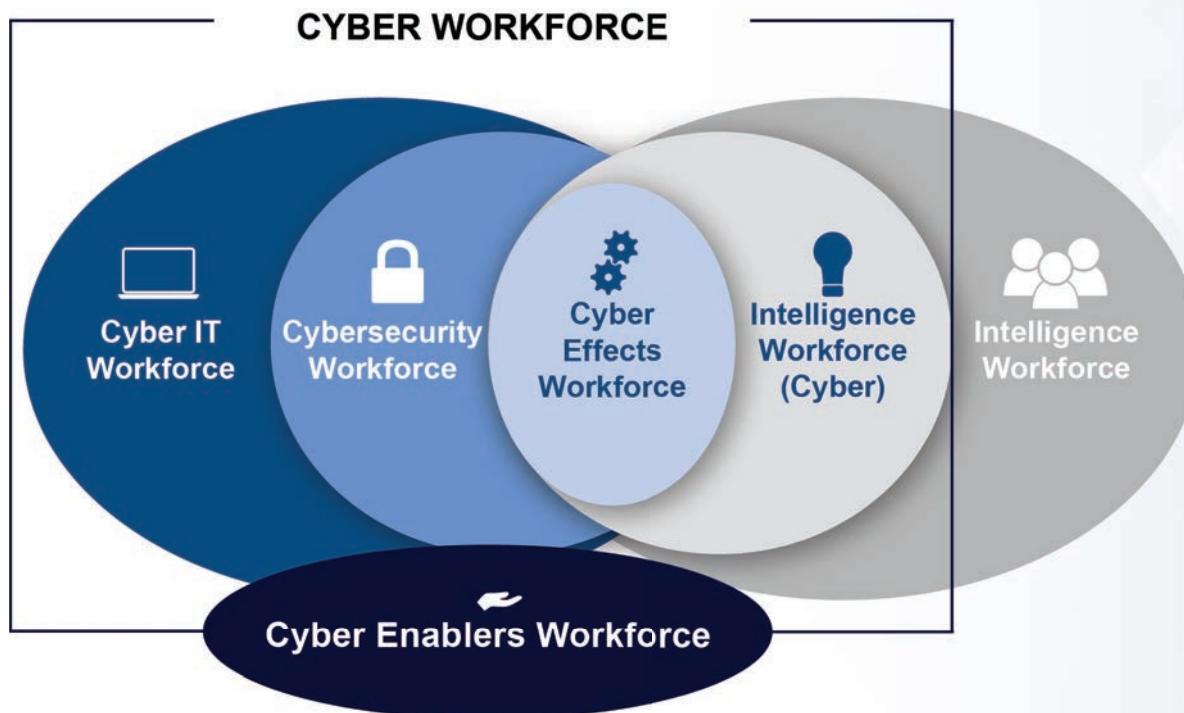 CYBER WORKFORCE
Cyber IT
Workforce
Cybersecurity
Workforce
Cyber
Effects
Workforce
Intelligence
Workforce
(Cyber)
Intelligence
Workforce
Cyber Enablers Workforce